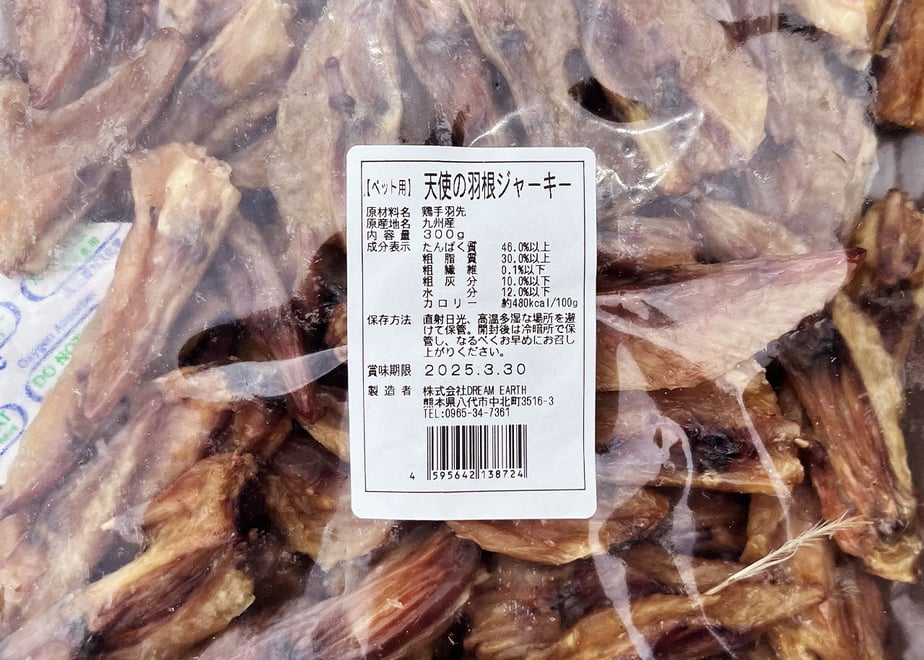 【ペット用】 天使の羽根ジャーキー
原材料名 鶏手羽先
原産地名 九州産
内容量 300g
成分表示 たんぱく質 46.0%以上
粗脂質 30.0%以上
粗繊維 0.1%以下
粗灰分 10.0%以下
水分 12.0%以下
カロリー 約480kcal/100g
保存方法 直射日光、高温多湿な場所を避
けて保管。開封後は冷暗所で保
管し、なるべくお早めにお召し
上がりください。
賞味期限 2025.3.30
製造者 株式会社DREAM EARTH
熊本県八代市中北町3516-3
TEL:0965-34-7361
4 595642 138724
DO NOT